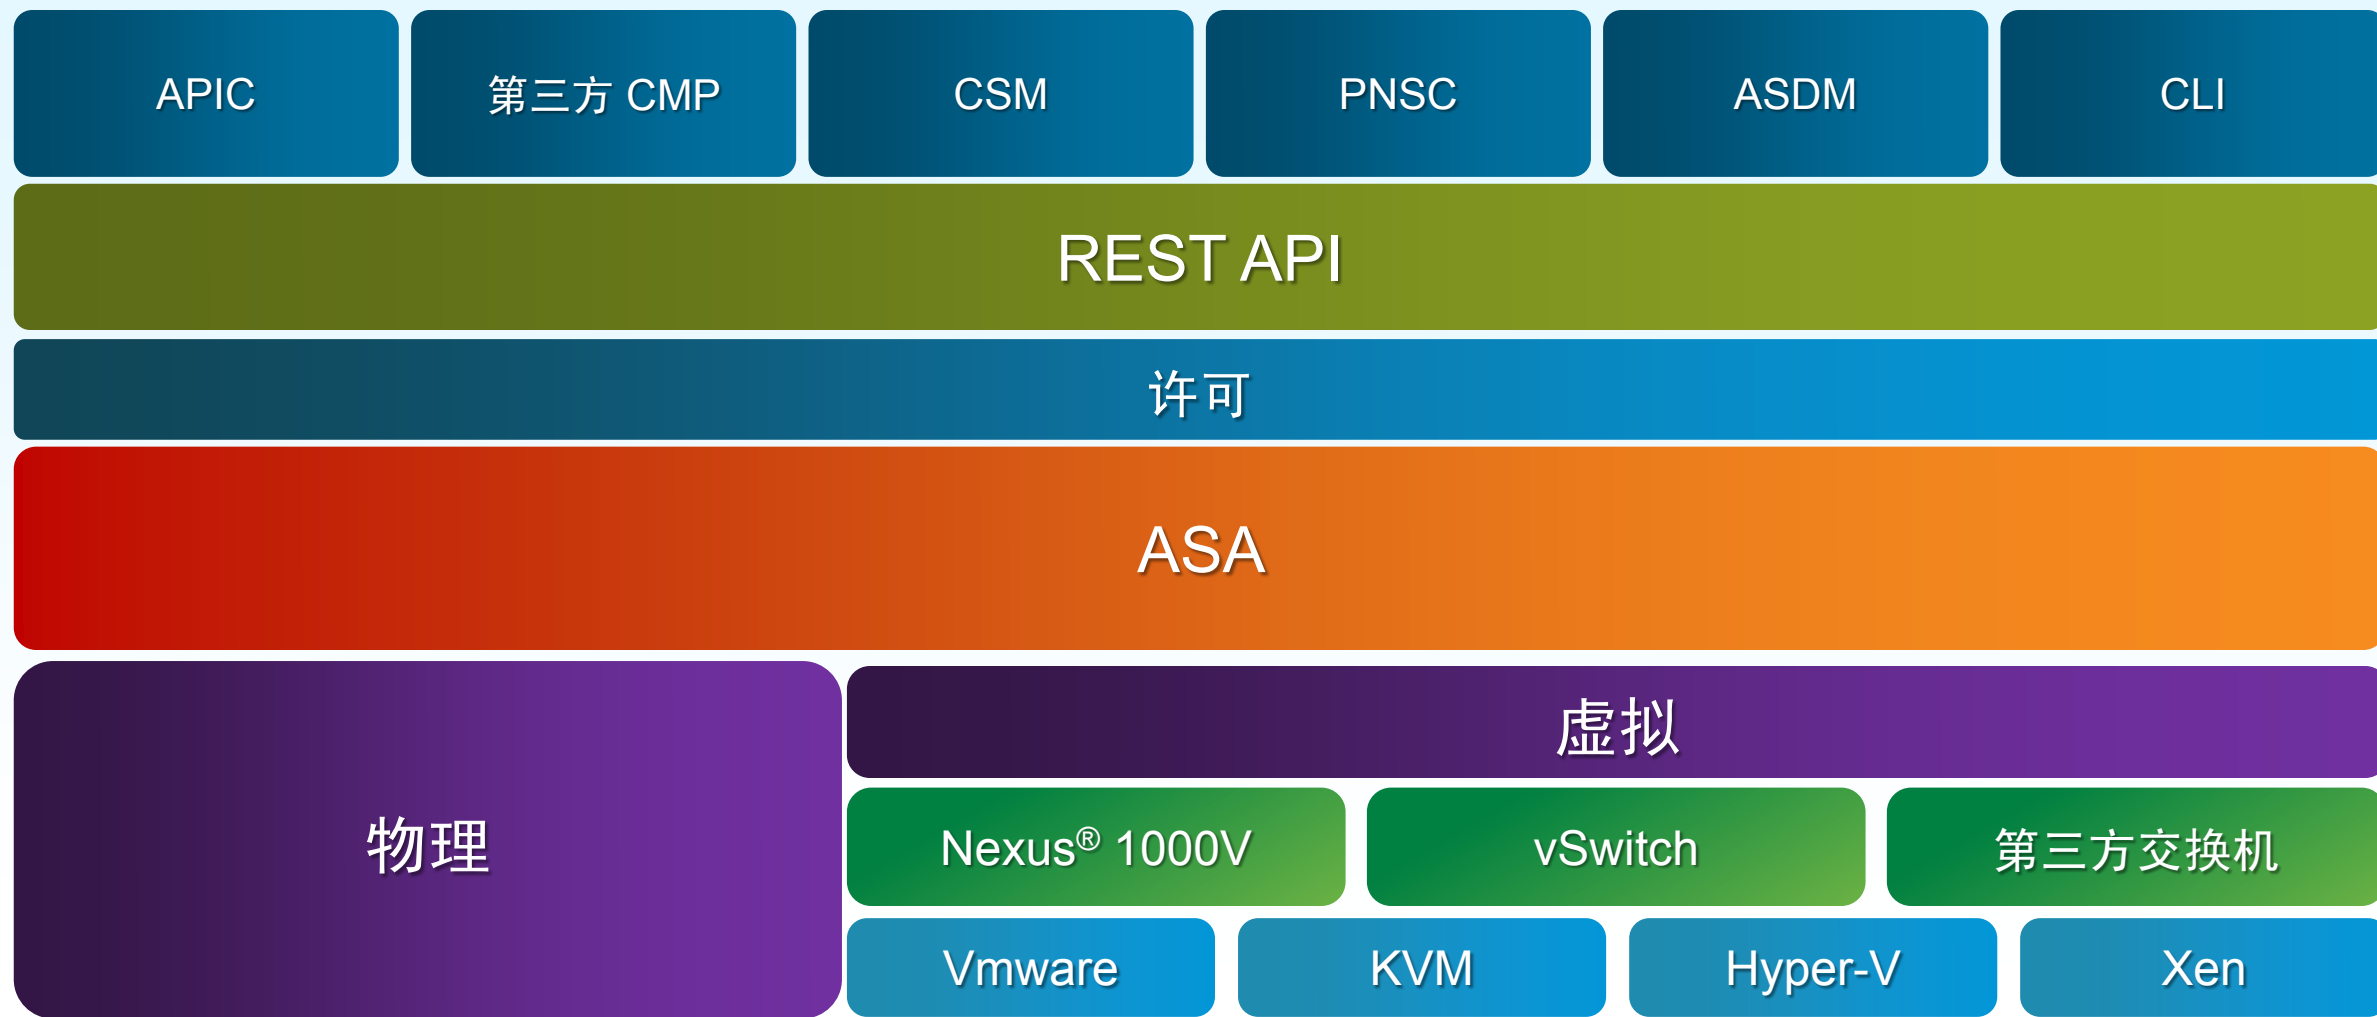 APIC
第三方 CMP
CSM
PNSC
ASDM
CLI
REST API
许可
ASA
物理
虚拟
Nexus® 1000V
vSwitch
第三方交换机
Vmware
KVM
Hyper-V
Xen